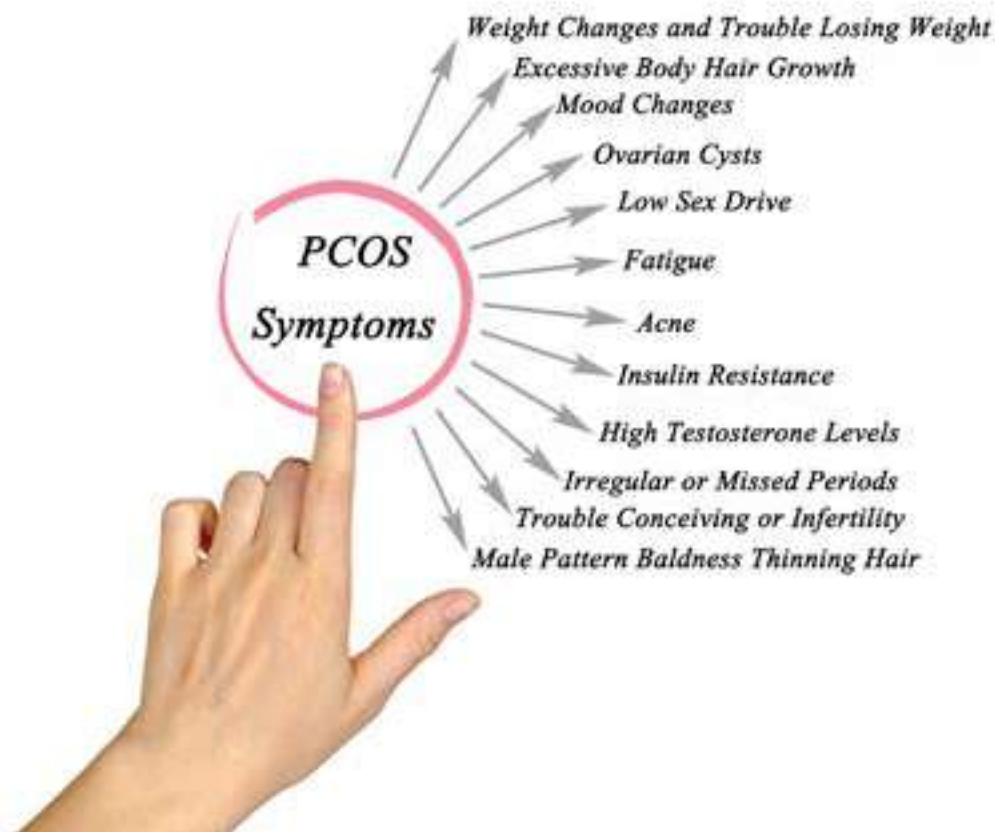 PCOS
Symptoms
Weight Changes and Trouble Losing Weight
Excessive Body Hair Growth
Mood Changes
Ovarian Cysts
Low Sex Drive
Fatigue
Acne
Insulin Resistance
High Testosterone Levels
Irregular or Missed Periods
Trouble Conceiving or Infertility
Male Pattern Baldness Thinning Hair